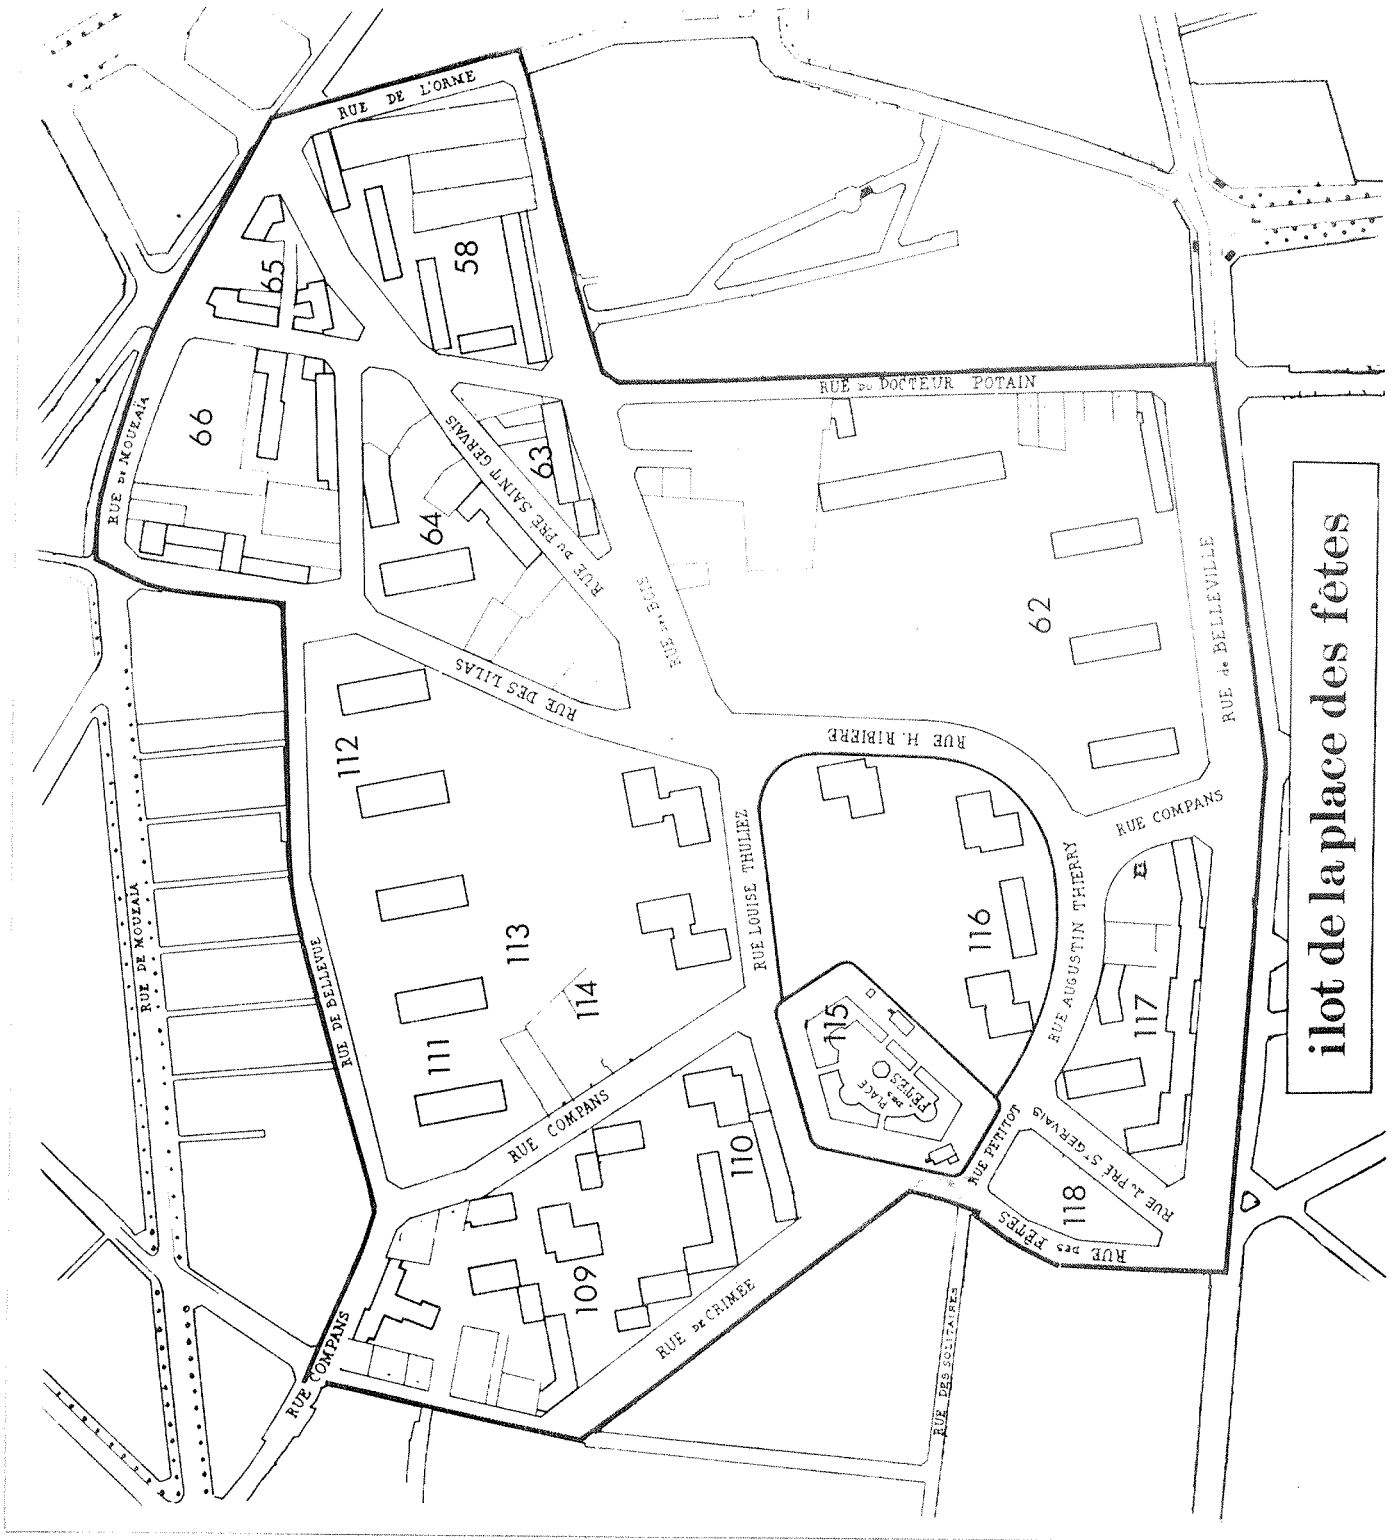 RUE DE L'ORME
65
58
RUE DE MOUZAÏA
66
RUE DU DOCTEUR POTAIN
RUE DU PRÉ SAINT GERVAIS
63
64
RUE DES BOIS
62
RUE DES LILAS
RUE de BELLEVILLE
112
RUE H. RIBIERE
RUE COMPANS
RUE LOUISE THULIEZ
RUE AUGUSTIN THIERRY
116
113
RUE DE MOUZAIA
RUE DE BELLEVUE
114
115
PLACE
DES
FÊTES
117
111
RUE COMPANS
110
RUE PETITOT
RUE du PRÉ St GERVAIS
118
RUE DES FÊTES
109
RUE DE CRIMÉE
RUE COMPANS
RUE DES SOLITAIRES
ilot de la place des fêtes